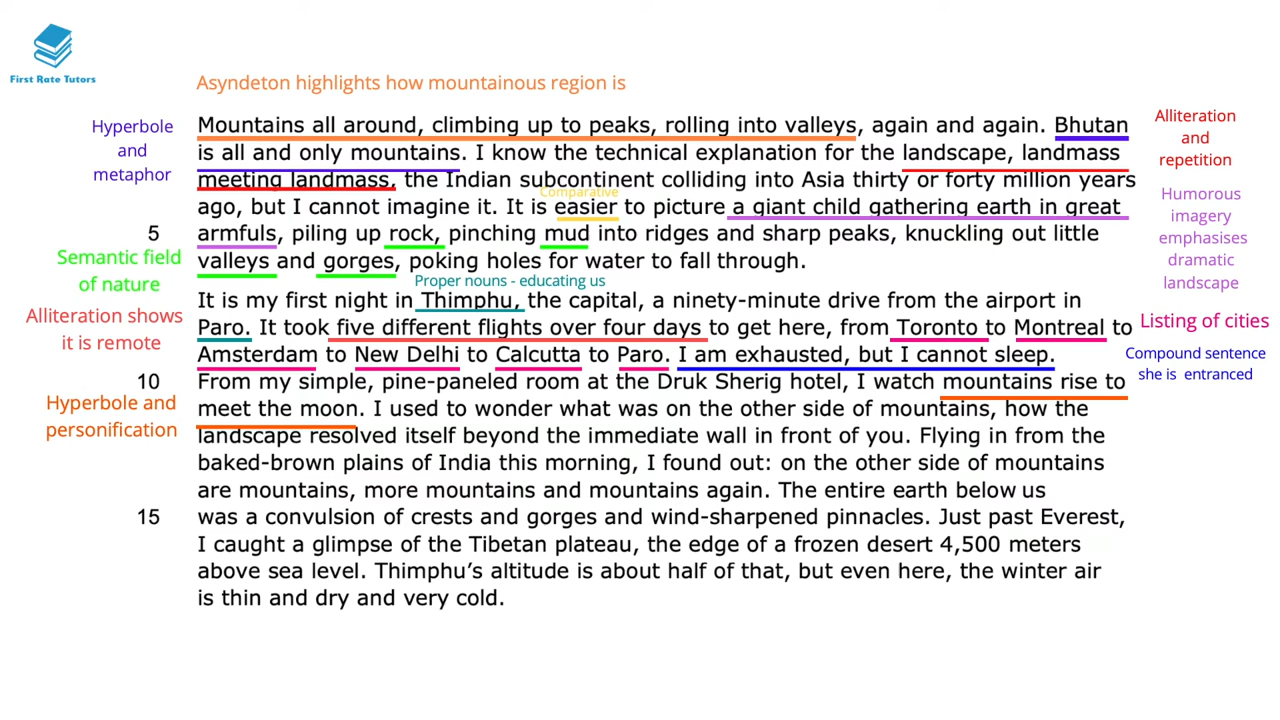 First Rate Tutors
Asyndeton highlights how mountainous region is
Hyperbole
and
metaphor
Mountains all around, climbing up to peaks, rolling into valleys, again and again. Bhutan
is all and only mountains. I know the technical explanation for the landscape, landmass
meeting landmass, the Indian subcontinent colliding into Asia thirty or forty million years
Comparative
ago, but I cannot imagine it. It is easier to picture a giant child gathering earth in great
5 armfuls, piling up rock, pinching mud into ridges and sharp peaks, knuckling out little
valleys and gorges, poking holes for water to fall through.
Alliteration
and
repetition
Humorous
imagery
emphasises
dramatic
landscape
Semantic field
of nature
Proper nouns - educating us
It is my first night in Thimphu, the capital, a ninety-minute drive from the airport in
Paro. It took five different flights over four days to get here, from Toronto to Montreal to
Amsterdam to New Delhi to Calcutta to Paro. I am exhausted, but I cannot sleep.
Alliteration shows
it is remote
Listing of cities
Compound sentence
she is entranced
10 From my simple, pine-paneled room at the Druk Sherig hotel, I watch mountains rise to
meet the moon. I used to wonder what was on the other side of mountains, how the
Hyperbole and
personification
landscape resolved itself beyond the immediate wall in front of you. Flying in from the
baked-brown plains of India this morning, I found out: on the other side of mountains
are mountains, more mountains and mountains again. The entire earth below us
15 was a convulsion of crests and gorges and wind-sharpened pinnacles. Just past Everest,
I caught a glimpse of the Tibetan plateau, the edge of a frozen desert 4,500 meters
above sea level. Thimphu's altitude is about half of that, but even here, the winter air
is thin and dry and very cold.